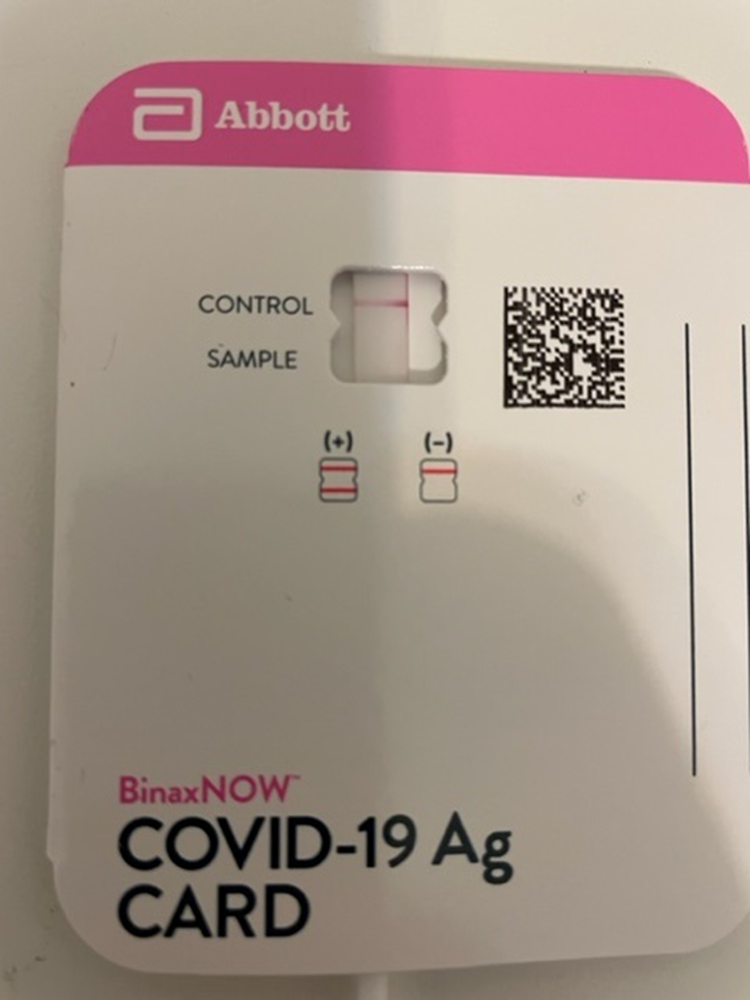 Abbott
CONTROL
SAMPLE
(+) (-)
BinaxNOW™
COVID-19 Ag
CARD